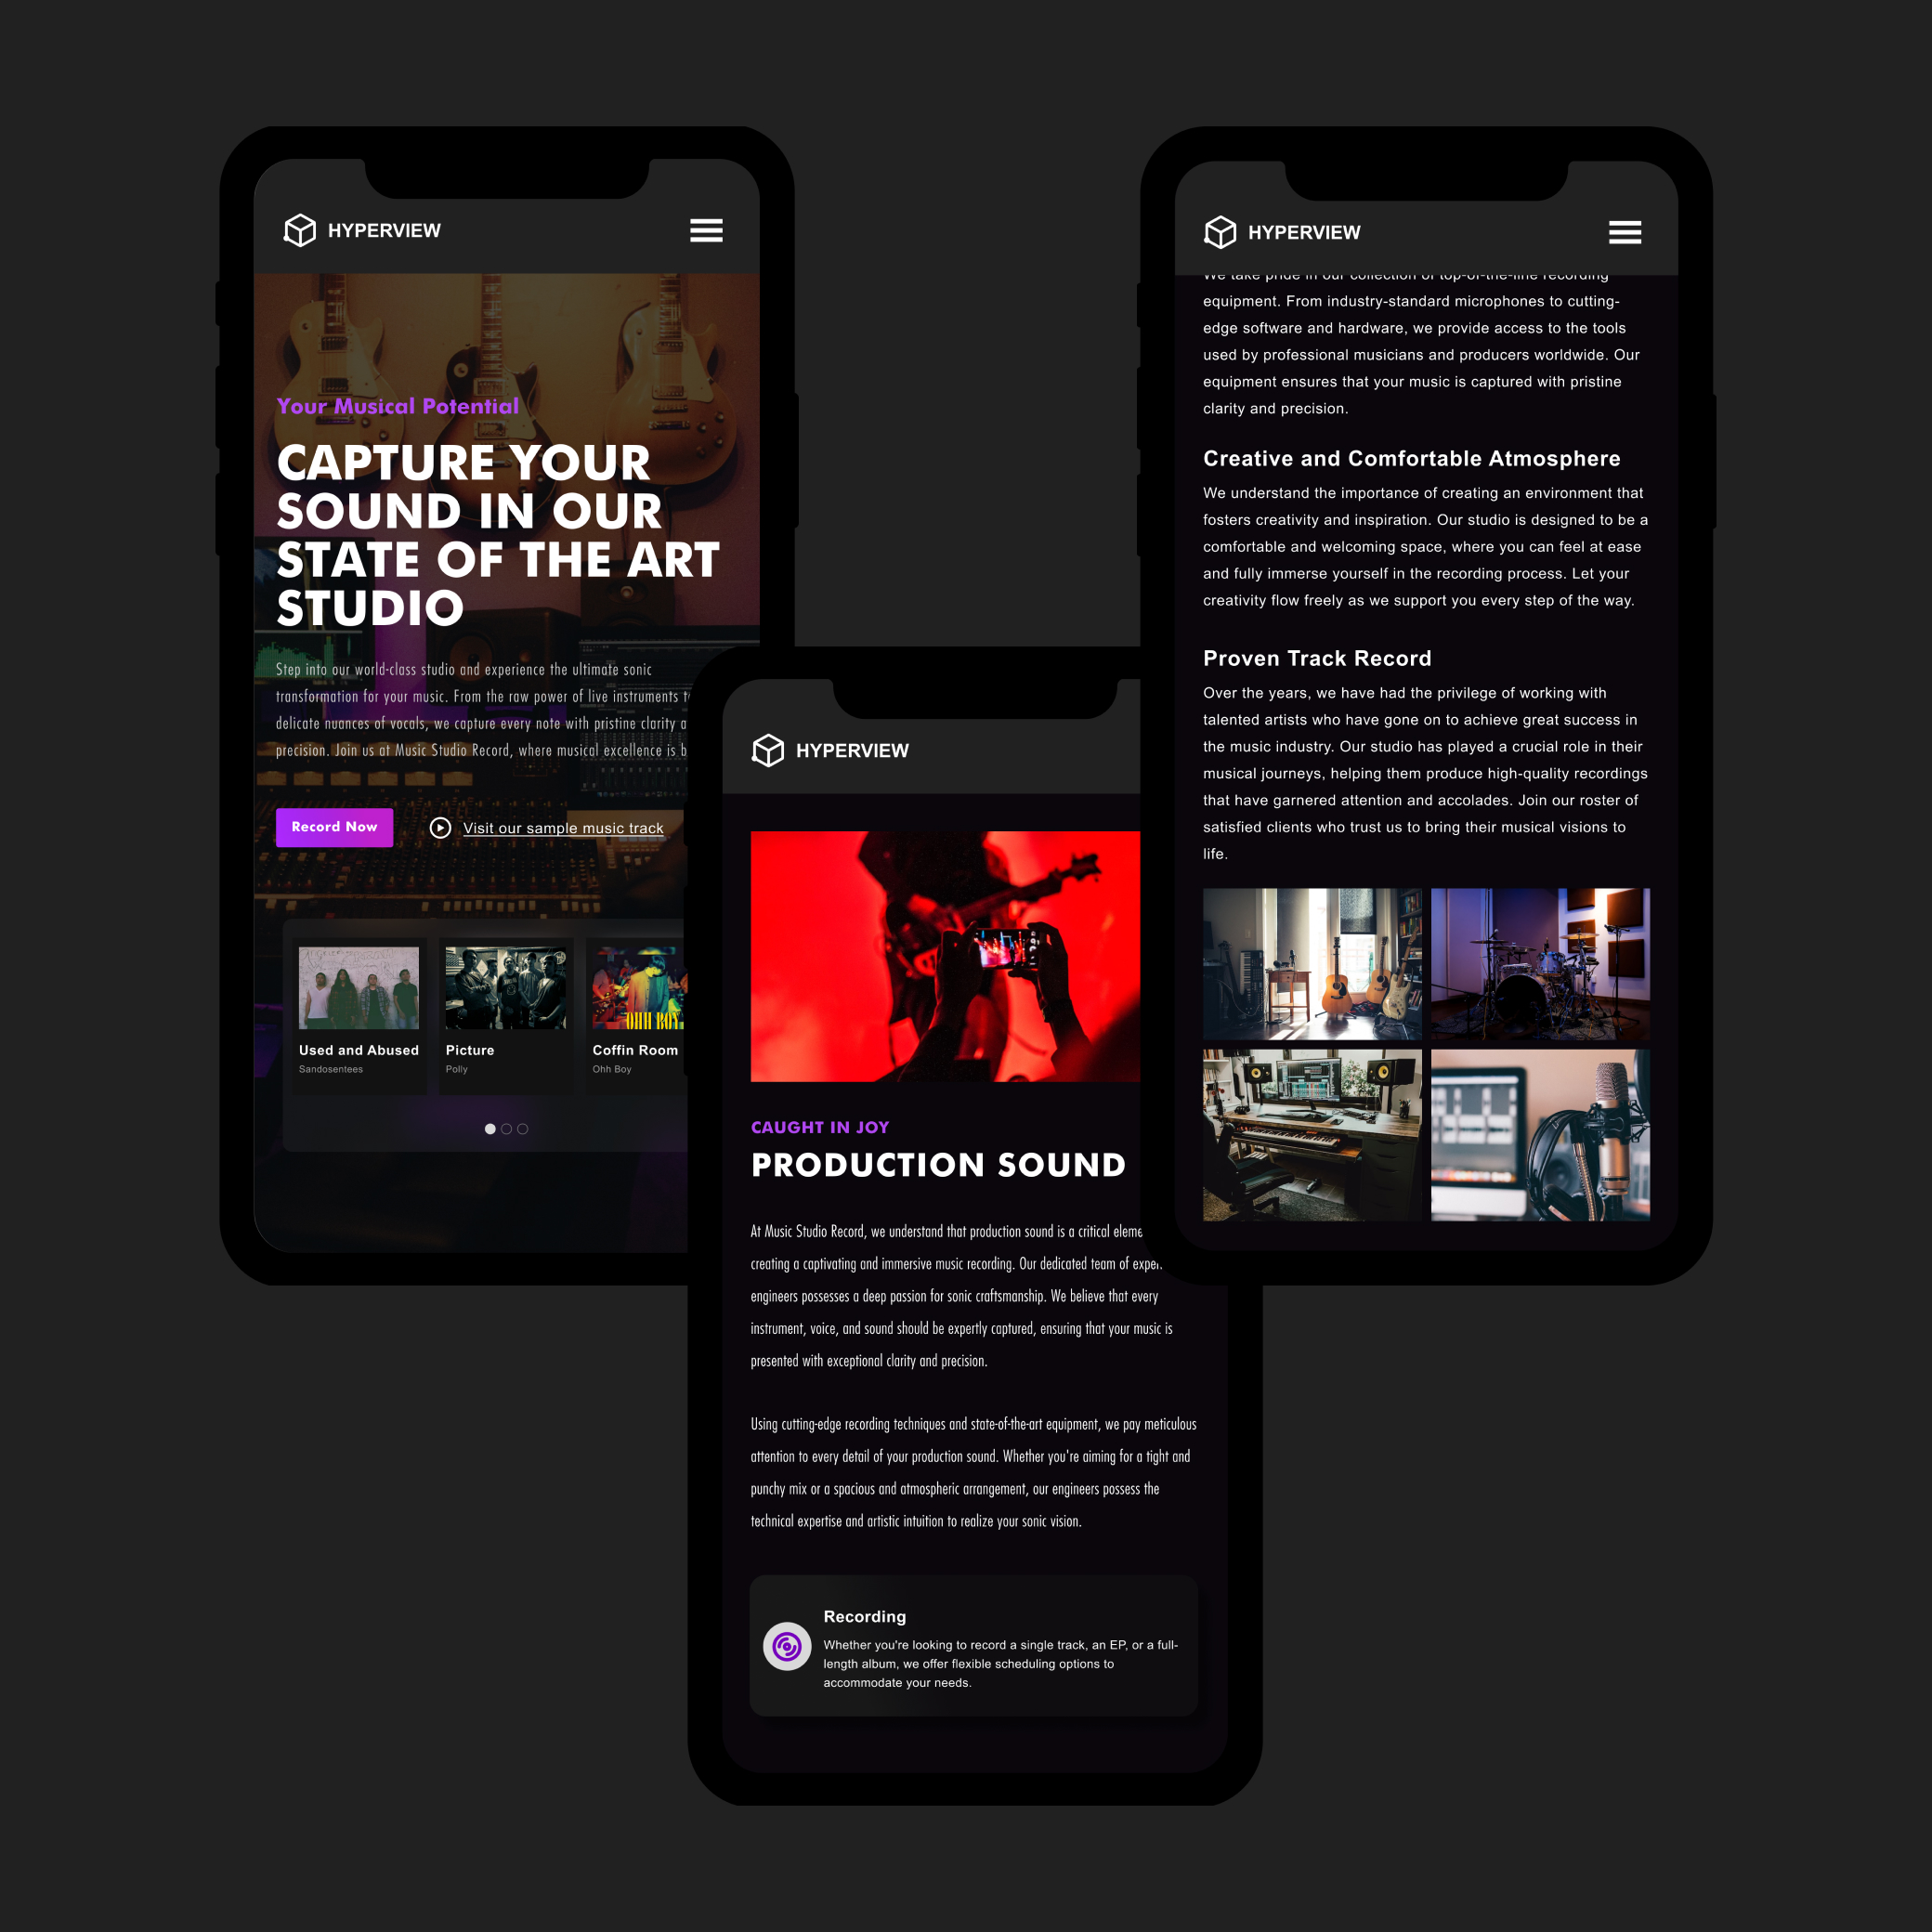 HYPERVIEW
Your Musical Potential
CAPTURE YOUR
SOUND IN OUR
STATE OF THE ART
STUDIO
Step into our world-class studio and experience the ultimate sonic
transformation for your music. From the raw power of live instruments
delicate nuances of vocals, we capture every note with pristine clarity
precision. Join us at Music Studio Record, where musical excellence is
Record Now
Visit our sample music track
Used and Abused
Sandosentees
Picture
Polly
OHH BOY
Coffin Room
Ohh Boy
HYPERVIEW
CAUGHT IN JOY
PRODUCTION SOUND
At Music Studio Record, we understand that production sound is a critical
creating a captivating and immersive music recording. Our dedicated team of
engineers possesses a deep passion for sonic craftsmanship. We believe that every
instrument, voice, and sound should be expertly captured, ensuring that your music is
presented with exceptional clarity and precision.
Using cutting-edge recording techniques and state-of-the-art equipment, we pay meticulous
attention to every detail of your production sound. Whether you're aiming for a tight and
punchy mix or a spacious and atmospheric arrangement, our engineers possess the
technical expertise and artistic intuition to realize your sonic vision.
Recording
Whether you're looking to record a single track, an EP, or a full-
length album, we offer flexible scheduling options to
accommodate your needs.
HYPERVIEW
We take pride in our collection of top-of-the-line recording
equipment. From industry-standard microphones to cutting-
edge software and hardware, we provide access to the tools
used by professional musicians and producers worldwide. Our
equipment ensures that your music is captured with pristine
clarity and precision.
Creative and Comfortable Atmosphere
We understand the importance of creating an environment that
fosters creativity and inspiration. Our studio is designed to be a
comfortable and welcoming space, where you can feel at ease
and fully immerse yourself in the recording process. Let your
creativity flow freely as we support you every step of the way.
Proven Track Record
Over the years, we have had the privilege of working with
talented artists who have gone on to achieve great success in
the music industry. Our studio has played a crucial role in their
musical journeys, helping them produce high-quality recordings
that have garnered attention and accolades. Join our roster of
satisfied clients who trust us to bring their musical visions to
life.